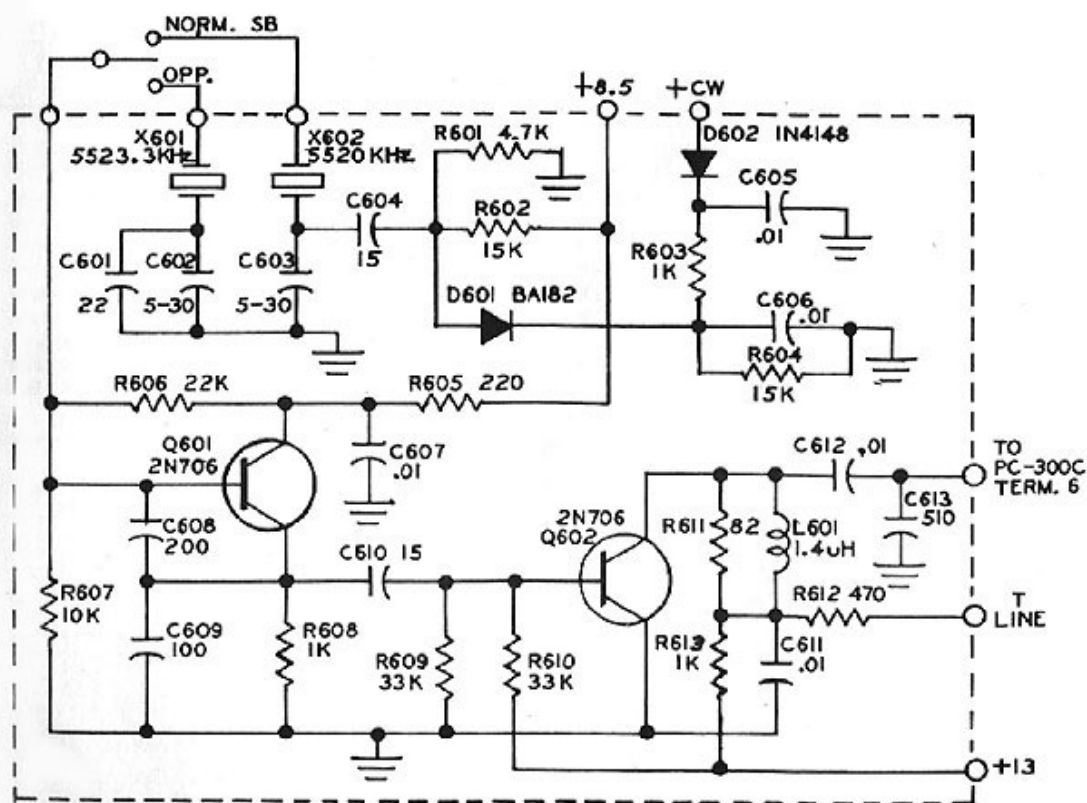 NORM. SB
OPP.
+8.5
+CW
X601
5523.3KHz
X602
5520KHz
R601 4.7K
D602 IN4148
C604
15
R602
15K
C605
.01
R603
1K
C601
22
C602
5-30
C603
5-30
D601 BA182
C606
.01
R604
15K
R606 22K
R605 220
Q601
2N706
C607
.01
C612 .01
TO
PC-300C
TERM. 6
C608
200
2N706
Q602
R611 82
L601
1.4uH
C613
510
C610 15
R607
10K
R612 470
T
LINE
C609
100
R608
1K
R609
33K
R610
33K
R613
1K
C611
.01
+13